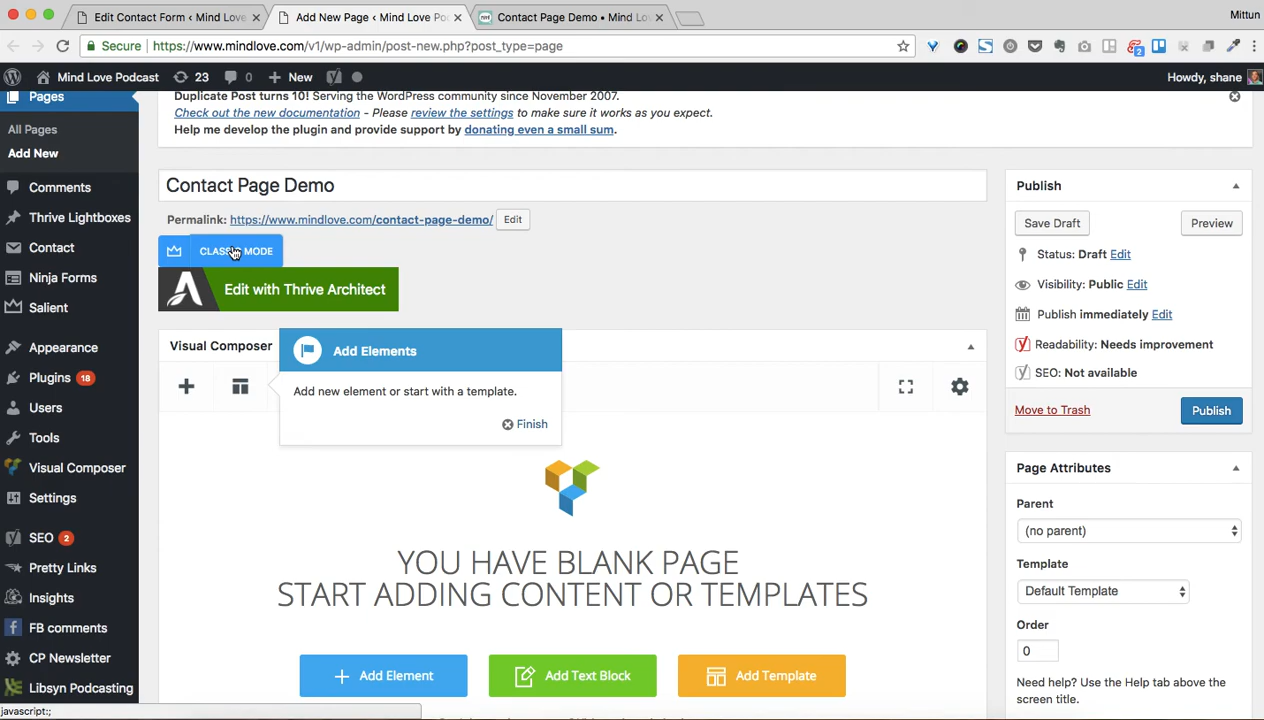 Edit Contact Form ‹ Mind Love
Add New Page ‹ Mind Love Po
Contact Page Demo • Mind Lo
Mittun
Secure
https://www.mindlove.com/v1/wp-admin/post-new.php?post_type=page
2
Mind Love Podcast
23
0
New
Howdy, shane
Pages
All Pages
Add New
Comments
Thrive Lightboxes
Contact
Ninja Forms
Salient
Appearance
Plugins 18
Users
Tools
Visual Composer
Settings
SEO 2
Pretty Links
Insights
FB comments
CP Newsletter
Libsyn Podcasting
javascript:;
Duplicate Post turns 10! Serving the WordPress community since November 2007.
Check out the new documentation - Please review the settings to make sure it works as you expect.
Help me develop the plugin and provide support by donating even a small sum.
Contact Page Demo
Permalink: https://www.mindlove.com/contact-page-demo/ Edit
CLASSIC MODE
Edit with Thrive Architect
Visual Composer
Add Elements
Add new element or start with a template.
Finish
YOU HAVE BLANK PAGE
START ADDING CONTENT OR TEMPLATES
Add Element
Add Text Block
Add Template
Publish
Save Draft
Preview
Status: Draft Edit
Visibility: Public Edit
Publish immediately Edit
Readability: Needs improvement
SEO: Not available
Move to Trash
Publish
Page Attributes
Parent
(no parent)
Template
Default Template
Order
0
Need help? Use the Help tab above the
screen title.